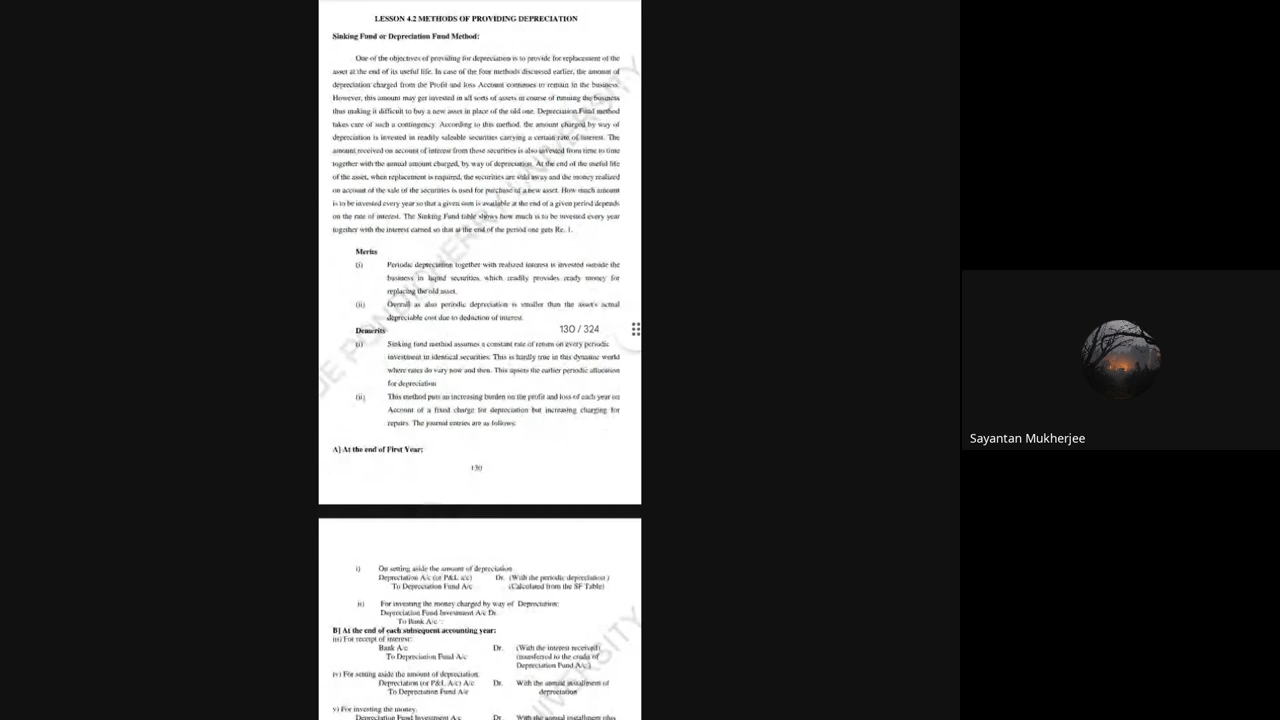 LESSON 4.2 METHODS OF PROVIDING DEPRECIATION
Sinking Fund or Depreciation Fund Method:
One of the objectives of providing for depreciation is to provide for replacement of the
asset at the end of its useful life. In case of the four methods discussed earlier, the amount of
depreciation charged from the Profit and loss Account continues to remain in the business.
However, this amount may get invested in all sorts of assets in course of running the business
thus making it difficult to buy a new asset in place of the old one. Depreciation Fund method
takes care of such a contingency. According to this method, the amount charged by way of
depreciation is invested in readily saleable securities carrying a certain rate of interest. The
amount received on account of interest from these securities is also invested from time to time
together with the annual amount charged, by way of depreciation. At the end of the useful life
of the asset, when replacement is required, the securities are sold away and the money realized
on account of the sale of the securities is used for purchase of a new asset. How much amount
is to be invested every year so that a given sum is available at the end of a given period depends
on the rate of interest. The Sinking Fund table shows how much is to be invested every year
together with the interest earned so that at the end of the period one gets Re. 1.
Merits
(i) Periodic depreciation together with realized interest is invested outside the
business in liquid securities, which readily provides ready money for
replacing the old asset.
(ii) Overall as also periodic depreciation is smaller than the asset's actual
depreciable cost due to deduction of interest.
130 / 324
Demerits
(i) Sinking fund method assumes a constant rate of return on every periodic
investment in identical securities. This is hardly true in this dynamic world
where rates do vary now and then. This upsets the earlier periodic allocation
for depreciation
(ii) This method puts an increasing burden on the profit and loss of each year on
Account of a fixed charge for depreciation but increasing charging for
repairs. The journal entries are as follows:
A] At the end of First Year:
130
i) On setting aside the amount of depreciation
Depreciation A/c (or P&L a/c) Dr. (With the periodic depreciation )
To Depreciation Fund A/c (Calculated from the SF Table)
ii) For investing the money charged by way of Depreciation:
Depreciation Fund Investment A/c Dr.
To Bank A/c :
B] At the end of each subsequent accounting year:
iii) For receipt of interest:
Bank A/c Dr. (With the interest received)
To Depreciation Fund A/c (transferred to the credit of
Depreciation Fund A/c)
iv) For setting aside the amount of depreciation.
Depreciation (or P&L A/c) A/c Dr. With the annual installment of
To Depreciation Fund A/c depreciation
v) For investing the money.
Depreciation Fund Investment A/c Dr. With the annual installment plus
PONDICHERRY UNIVERSITY
UNIVERSITY
Sayantan Mukherjee